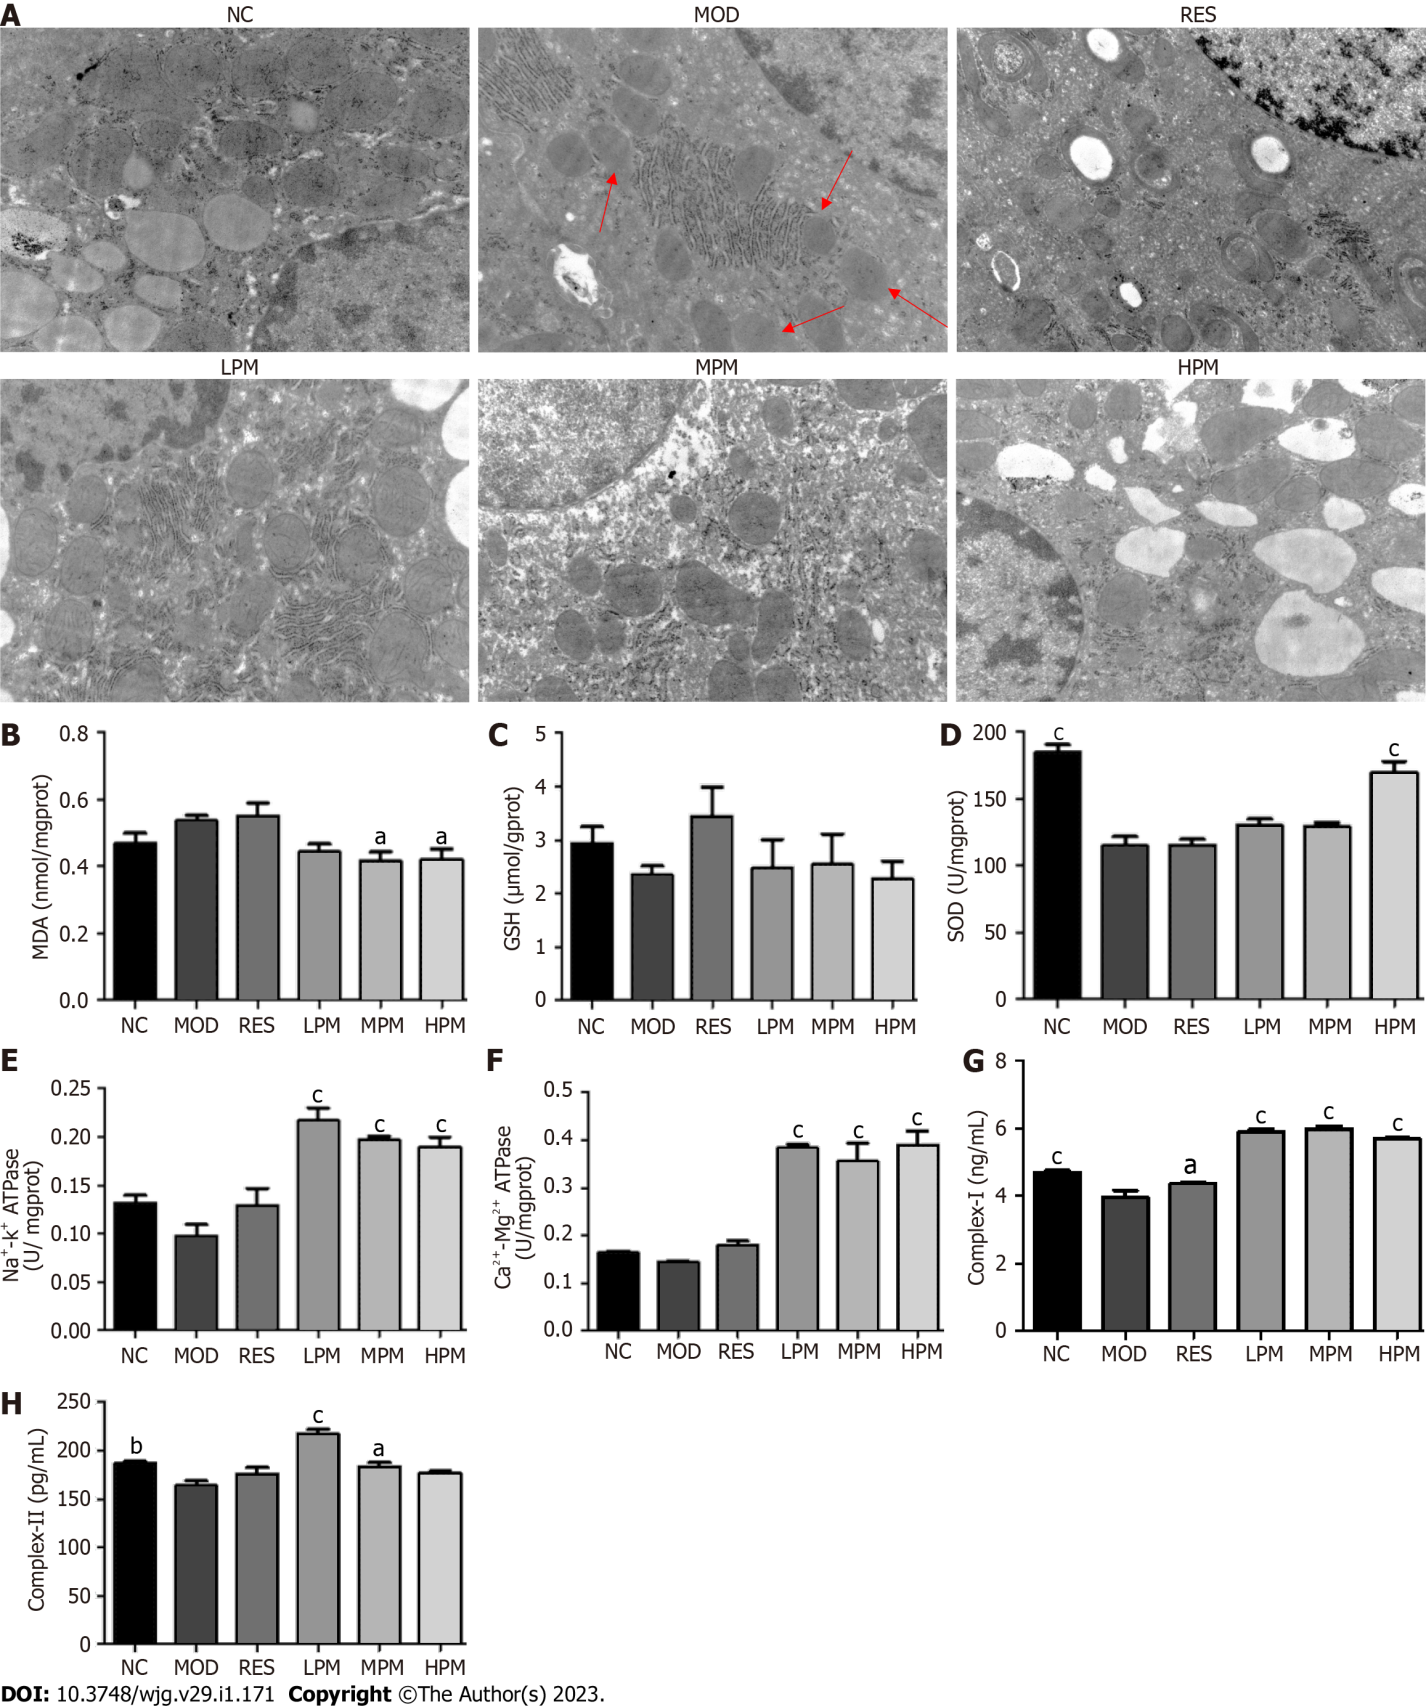 A
NC
MOD
RES
LPM
MPM
HPM
B
MDA (nmol/mgprot)
0.8
0.6
0.4
0.2
0.0
a
a
NC MOD RES LPM MPM HPM
C
GSH (μmol/gprot)
5
4
3
2
1
0
NC MOD RES LPM MPM HPM
D
SOD (U/mgprot)
200
150
100
50
0
c
c
NC MOD RES LPM MPM HPM
E
Na⁺-k⁺ ATPase
(U/ mgprot)
0.25
0.20
0.15
0.10
0.05
0.00
c
c
c
NC MOD RES LPM MPM HPM
F
Ca²⁺-Mg²⁺ ATPase
(U/mgprot)
0.5
0.4
0.3
0.2
0.1
0.0
c
c
c
NC MOD RES LPM MPM HPM
G
Complex-I (ng/mL)
8
6
4
2
0
c
a
c
c
c
NC MOD RES LPM MPM HPM
H
Complex-II (pg/mL)
250
200
150
100
50
0
b
c
a
NC MOD RES LPM MPM HPM
DOI: 10.3748/wjg.v29.i1.171 Copyright ©The Author(s) 2023.